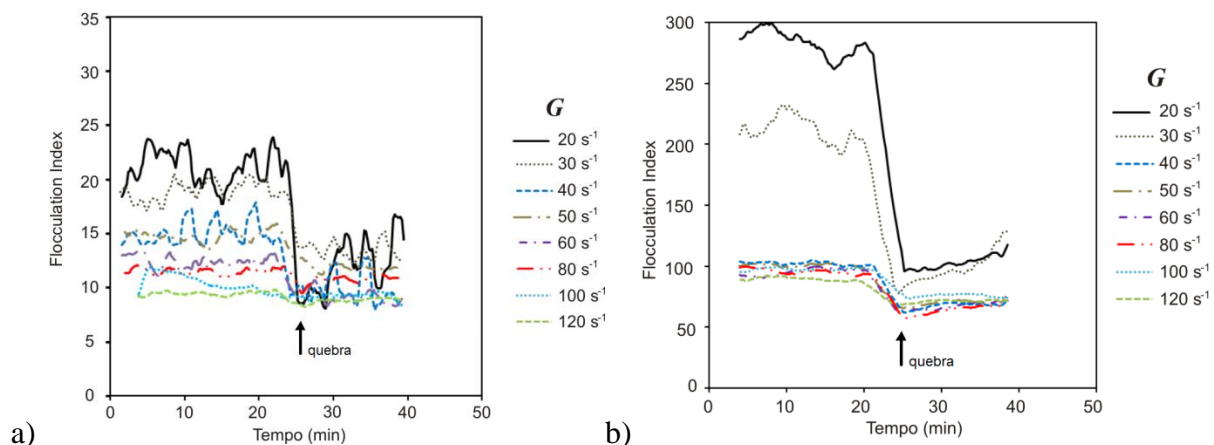 35
30
25
20
15
10
5
0
Flocculation Index
0 10 20 30 40 50
Tempo (min)
quebra
G
20 s⁻¹
30 s⁻¹
40 s⁻¹
50 s⁻¹
60 s⁻¹
80 s⁻¹
100 s⁻¹
120 s⁻¹
a)
300
250
200
150
100
50
0
Flocculation Index
0 10 20 30 40 50
Tempo (min)
quebra
G
20 s⁻¹
30 s⁻¹
40 s⁻¹
50 s⁻¹
60 s⁻¹
80 s⁻¹
100 s⁻¹
120 s⁻¹
b)